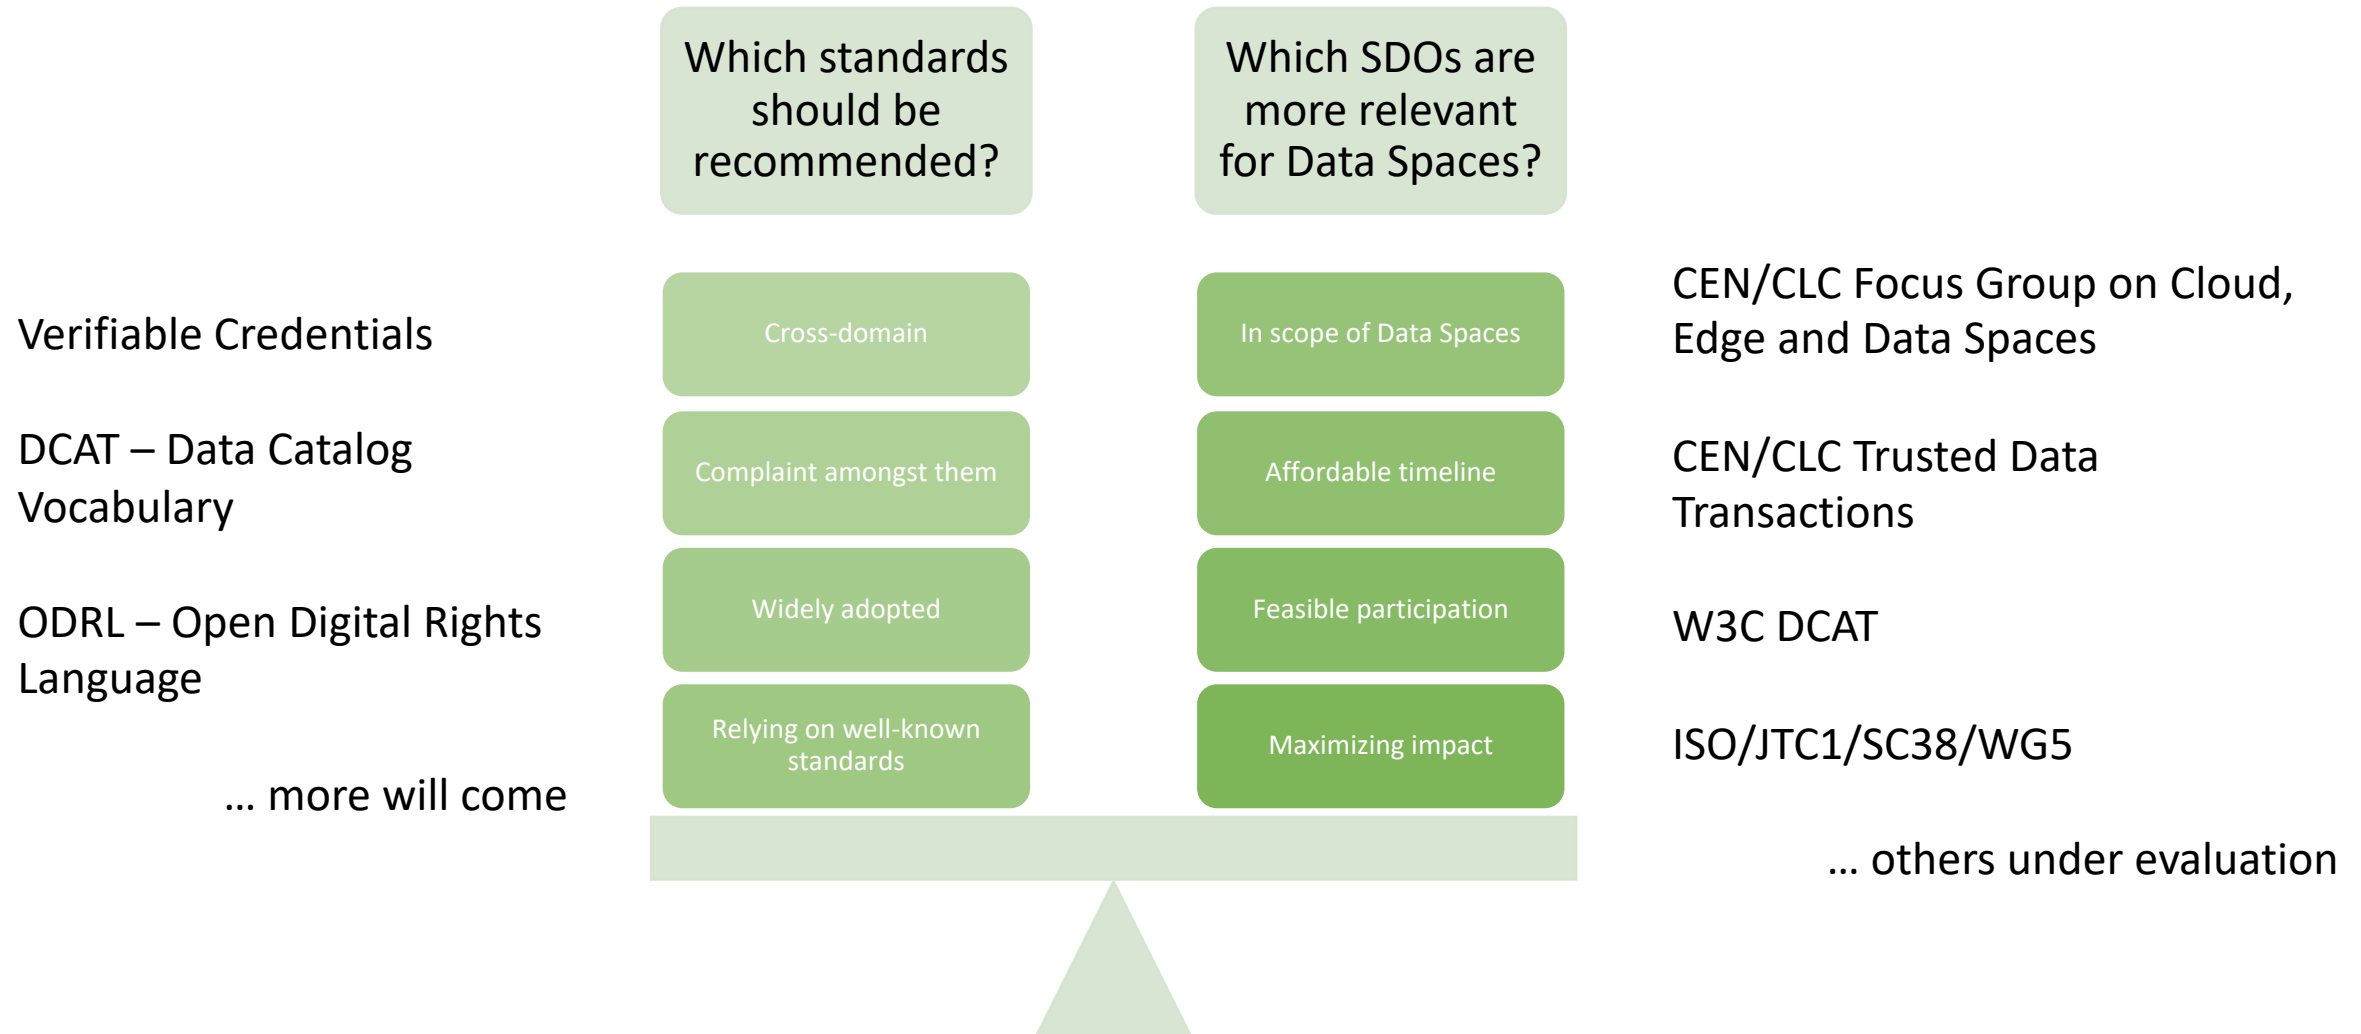 Which standards
should be
recommended?
Which SDOs are
more relevant
for Data Spaces?
Verifiable Credentials
DCAT – Data Catalog
Vocabulary
ODRL – Open Digital Rights
Language
... more will come
Cross-domain
Complaint amongst them
Widely adopted
Relying on well-known
standards
In scope of Data Spaces
Affordable timeline
Feasible participation
Maximizing impact
CEN/CLC Focus Group on Cloud,
Edge and Data Spaces
CEN/CLC Trusted Data
Transactions
W3C DCAT
ISO/JTC1/SC38/WG5
... others under evaluation